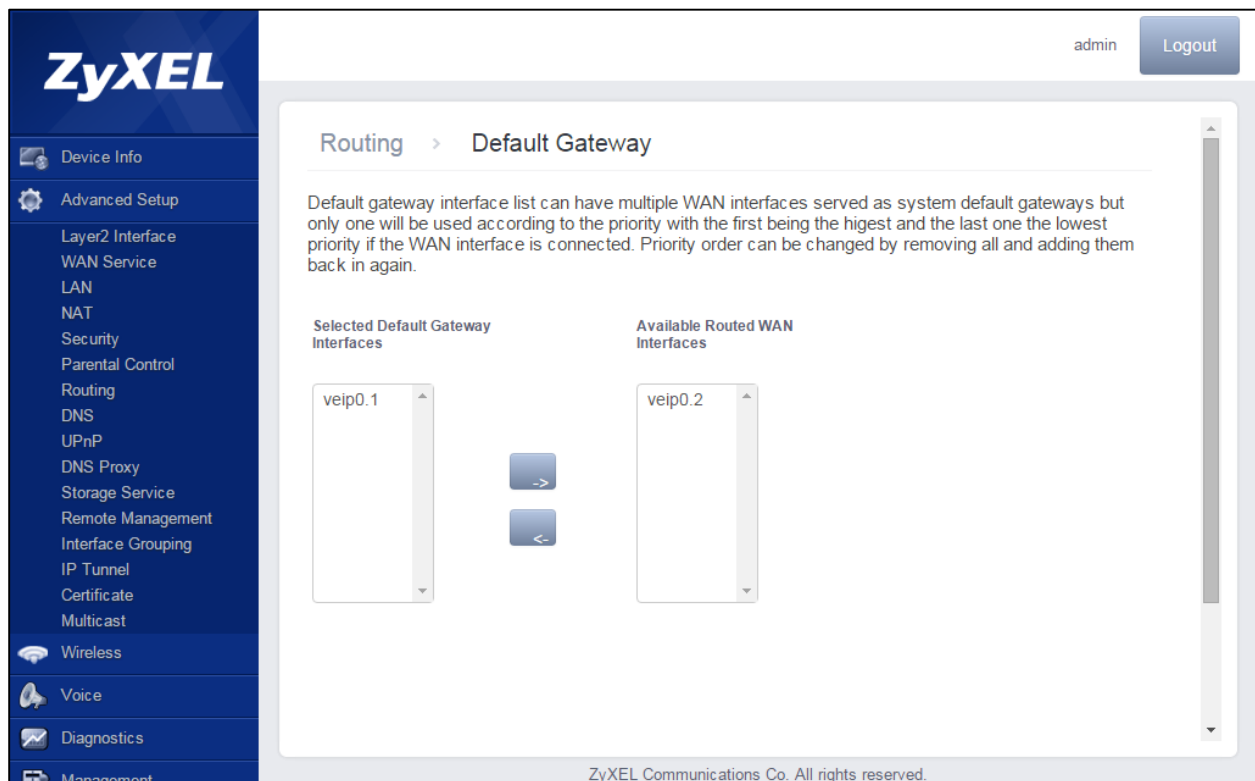 ZyXEL
admin
Logout
Device Info
Advanced Setup
Layer2 Interface
WAN Service
LAN
NAT
Security
Parental Control
Routing
DNS
UPnP
DNS Proxy
Storage Service
Remote Management
Interface Grouping
IP Tunnel
Certificate
Multicast
Wireless
Voice
Diagnostics
Management
Routing > Default Gateway
Default gateway interface list can have multiple WAN interfaces served as system default gateways but
only one will be used according to the priority with the first being the higest and the last one the lowest
priority if the WAN interface is connected. Priority order can be changed by removing all and adding them
back in again.
Selected Default Gateway
Interfaces
veip0.1
->
<-
Available Routed WAN
Interfaces
veip0.2
ZyXEL Communications Co. All rights reserved.